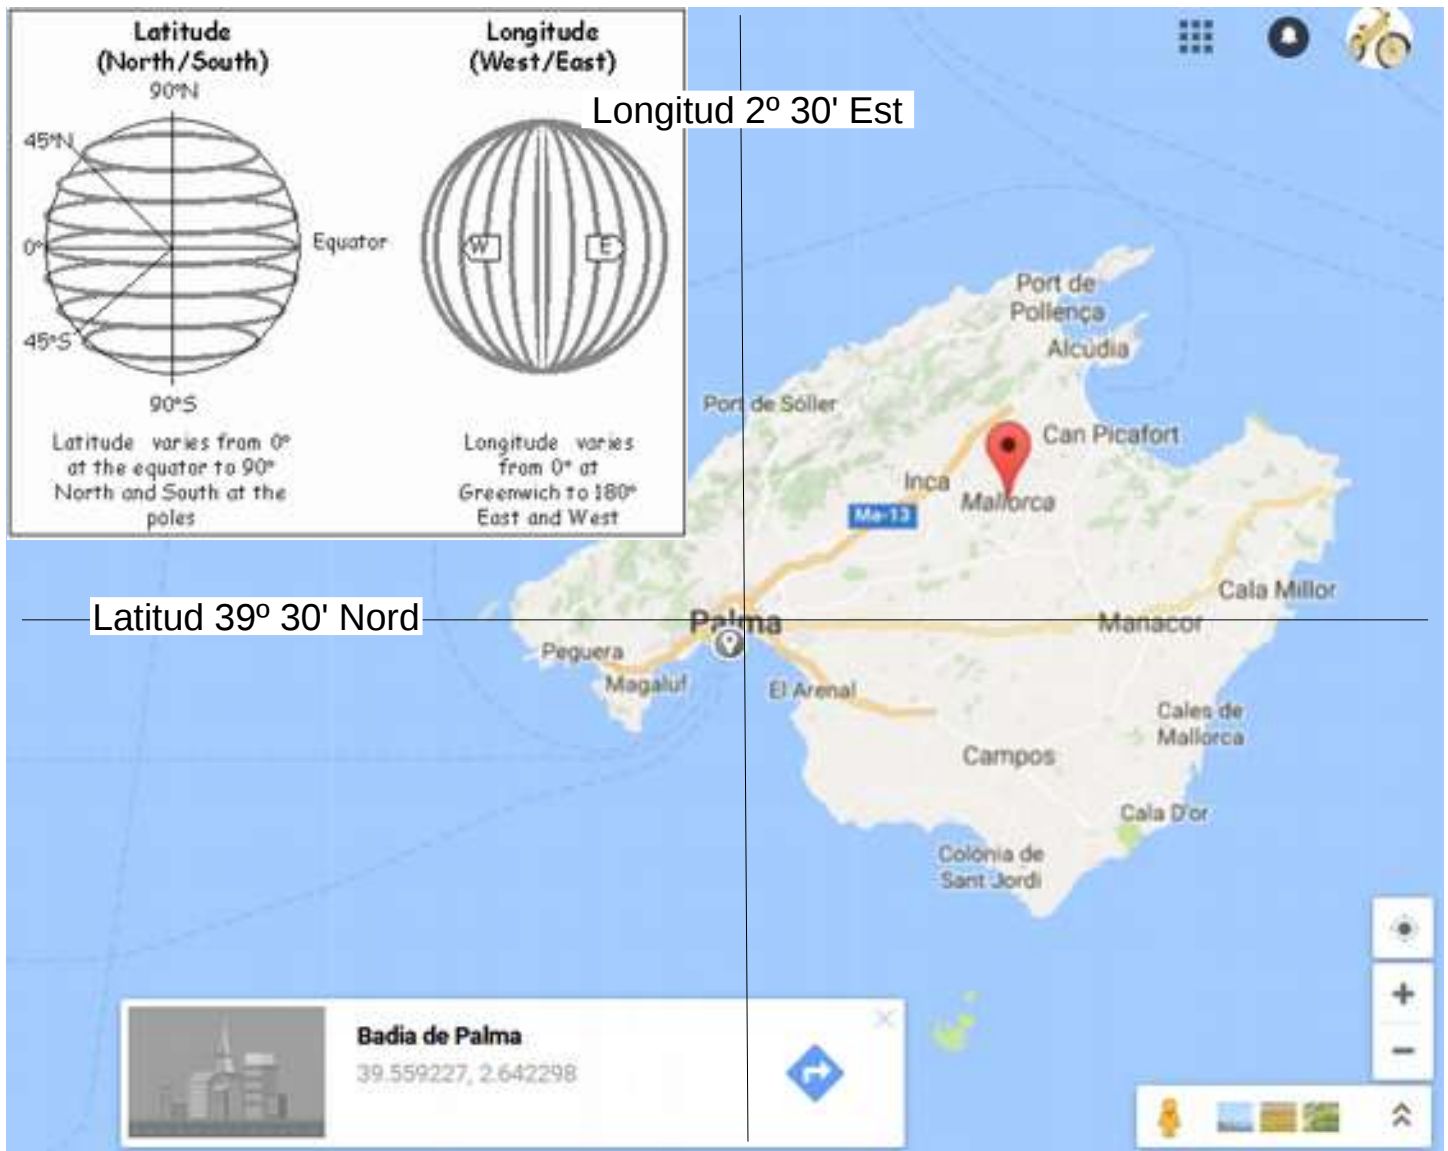 Latitude
(North/South)
90°N
45°N
0°
Equator
45°S
90°S
Latitude varies from 0°
at the equator to 90°
North and South at the
poles
Longitude
(West/East)
W
E
Longitude varies
from 0° at
Greenwich to 180°
East and West
Longitud 2º 30' Est
Port de
Pollença
Alcúdia
Port de Sóller
Can Picafort
Inca
Mallorca
Ma-13
Cala Millor
Latitud 39º 30' Nord
Palma
Manacor
Peguera
Magaluf
El Arenal
Cales de
Mallorca
Campos
Cala D'or
Colònia de
Sant Jordi
Badia de Palma
39.559227, 2.642298